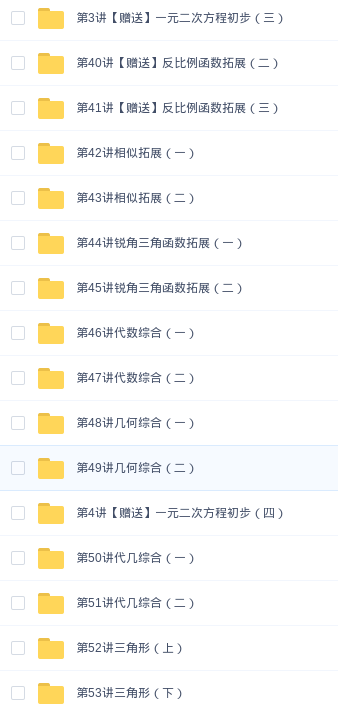 第3讲【赠送】一元二次方程初步（三）
第40讲【赠送】反比例函数拓展（二）
第41讲【赠送】反比例函数拓展（三）
第42讲相似拓展（一）
第43讲相似拓展（二）
第44讲锐角三角函数拓展（一）
第45讲锐角三角函数拓展（二）
第46讲代数综合（一）
第47讲代数综合（二）
第48讲几何综合（一）
第49讲几何综合（二）
第4讲【赠送】一元二次方程初步（四）
第50讲代几综合（一）
第51讲代几综合（二）
第52讲三角形（上）
第53讲三角形（下）